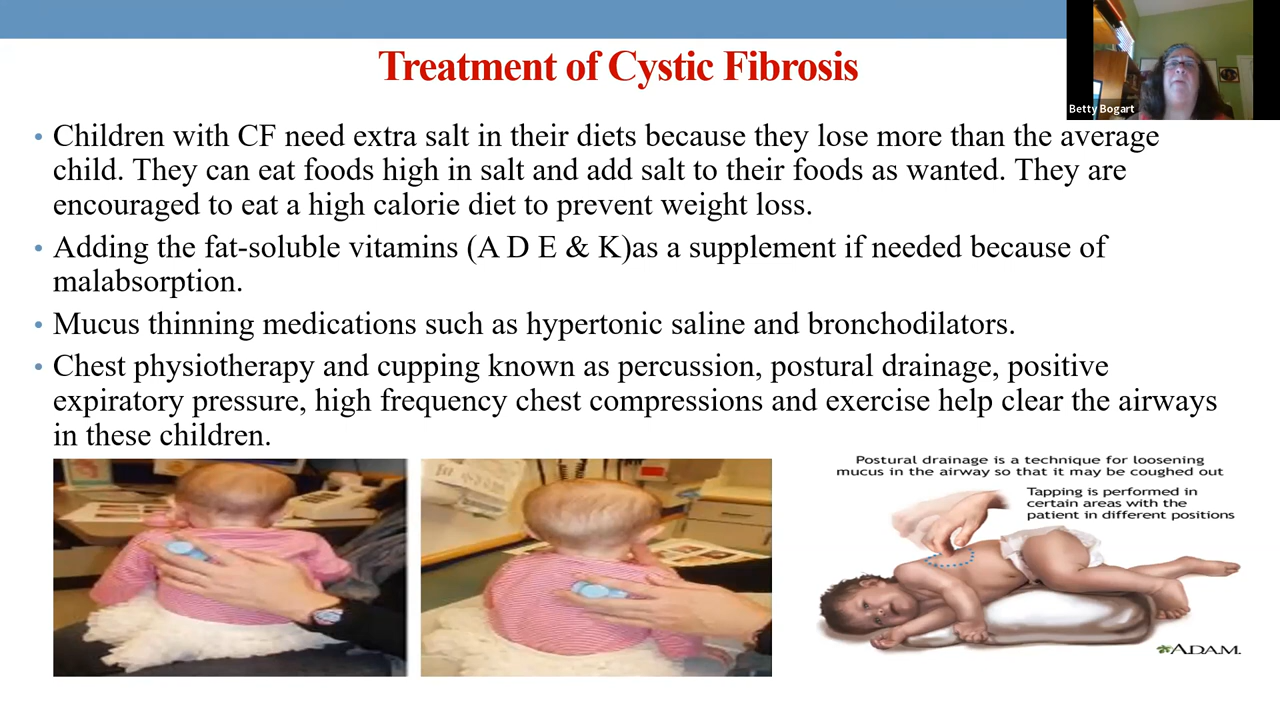 Treatment of Cystic Fibrosis
Betty Bogart
• Children with CF need extra salt in their diets because they lose more than the average
child. They can eat foods high in salt and add salt to their foods as wanted. They are
encouraged to eat a high calorie diet to prevent weight loss.
• Adding the fat-soluble vitamins (A D E & K)as a supplement if needed because of
malabsorption.
• Mucus thinning medications such as hypertonic saline and bronchodilators.
• Chest physiotherapy and cupping known as percussion, postural drainage, positive
expiratory pressure, high frequency chest compressions and exercise help clear the airways
in these children.
Postural drainage is a technique for loosening
mucus in the airway so that it may be coughed out
Tapping is performed in
certain areas with the
patient in different positions
ADAM.